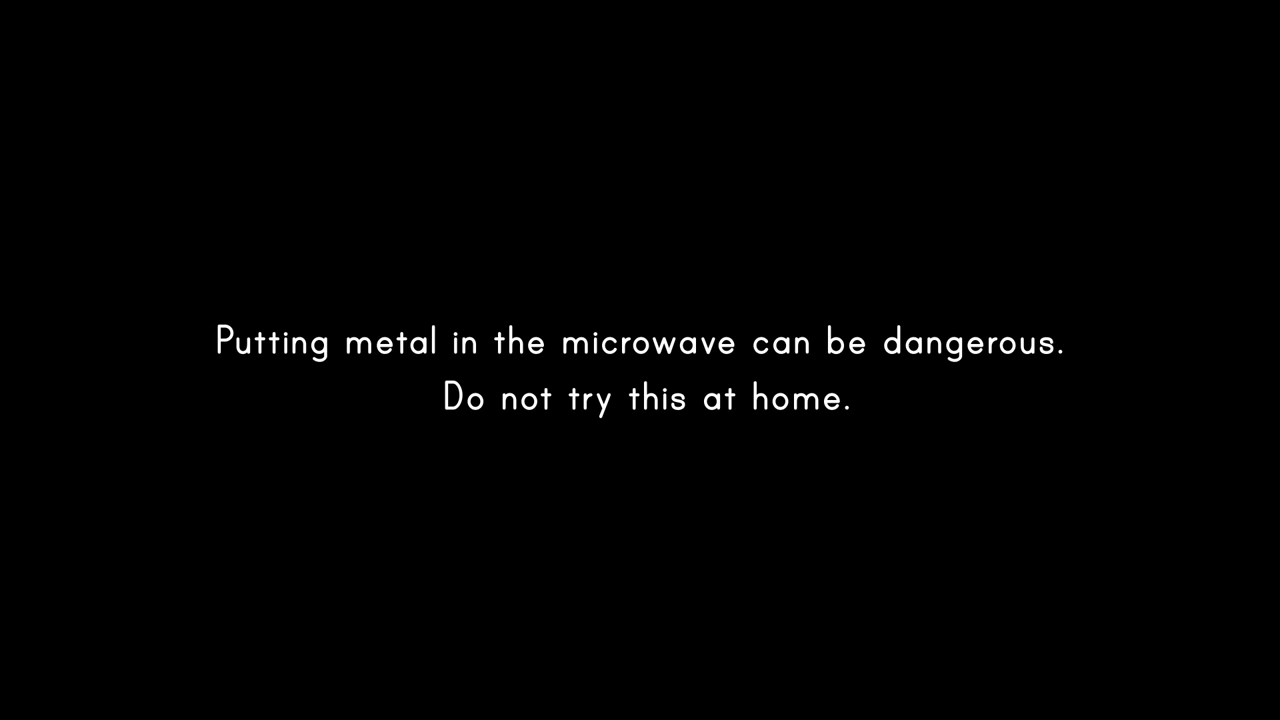 Putting metal in the microwave can be dangerous.
Do not try this at home.